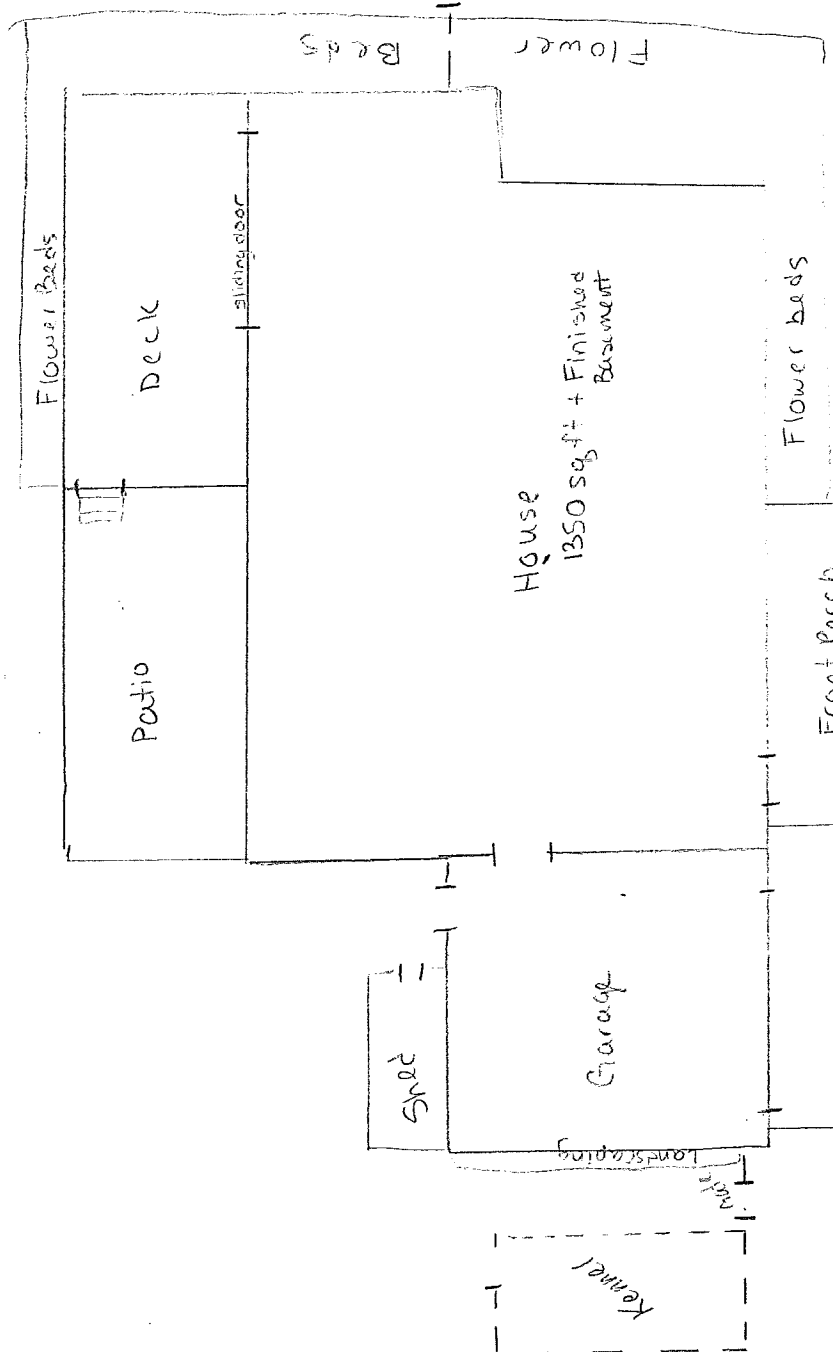 Flower
Beds
Flower Beds
Deck
sliding door
Patio
House
1350 sq ft + Finished
Basement
Flower beds
Front Porch
Shed
Garage
Landscaping
Kennel